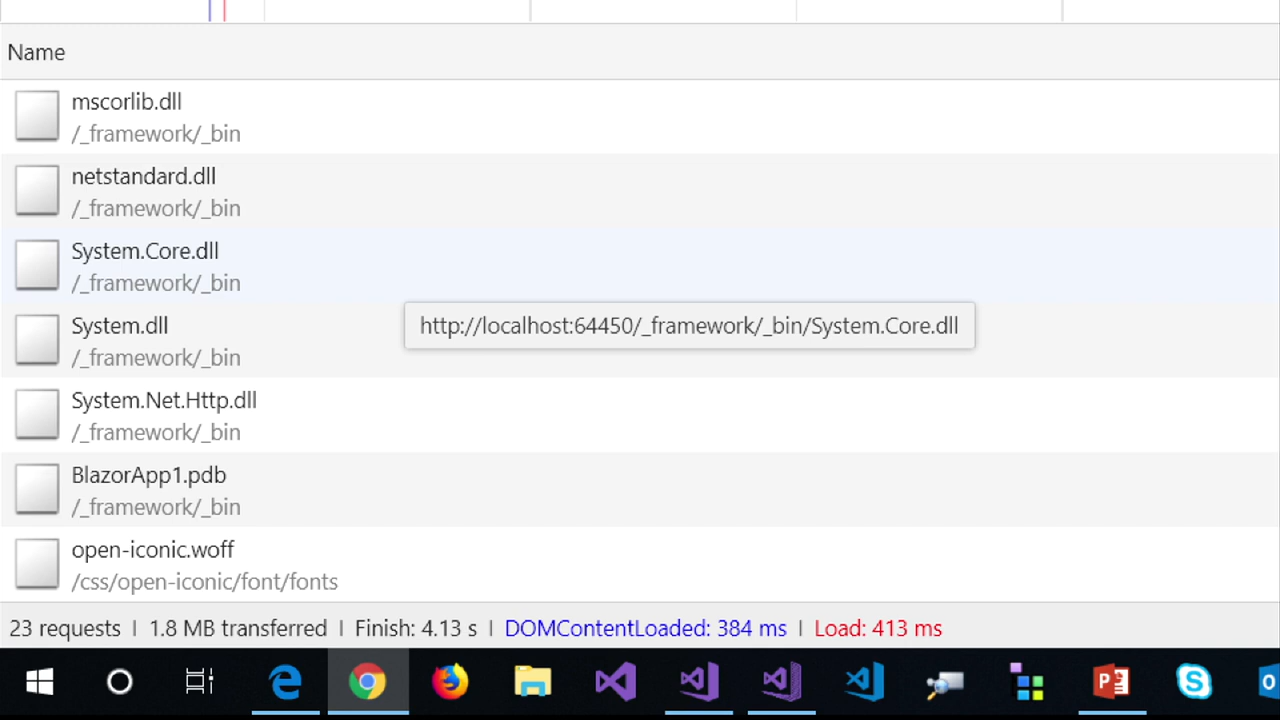 Name
mscorlib.dll
/_framework/_bin
netstandard.dll
/_framework/_bin
System.Core.dll
/_framework/_bin
System.dll
http://localhost:64450/_framework/_bin/System.Core.dll
/_framework/_bin
System.Net.Http.dll
/_framework/_bin
BlazorApp1.pdb
/_framework/_bin
open-iconic.woff
/css/open-iconic/font/fonts
23 requests | 1.8 MB transferred | Finish: 4.13 s | DOMContentLoaded: 384 ms | Load: 413 ms